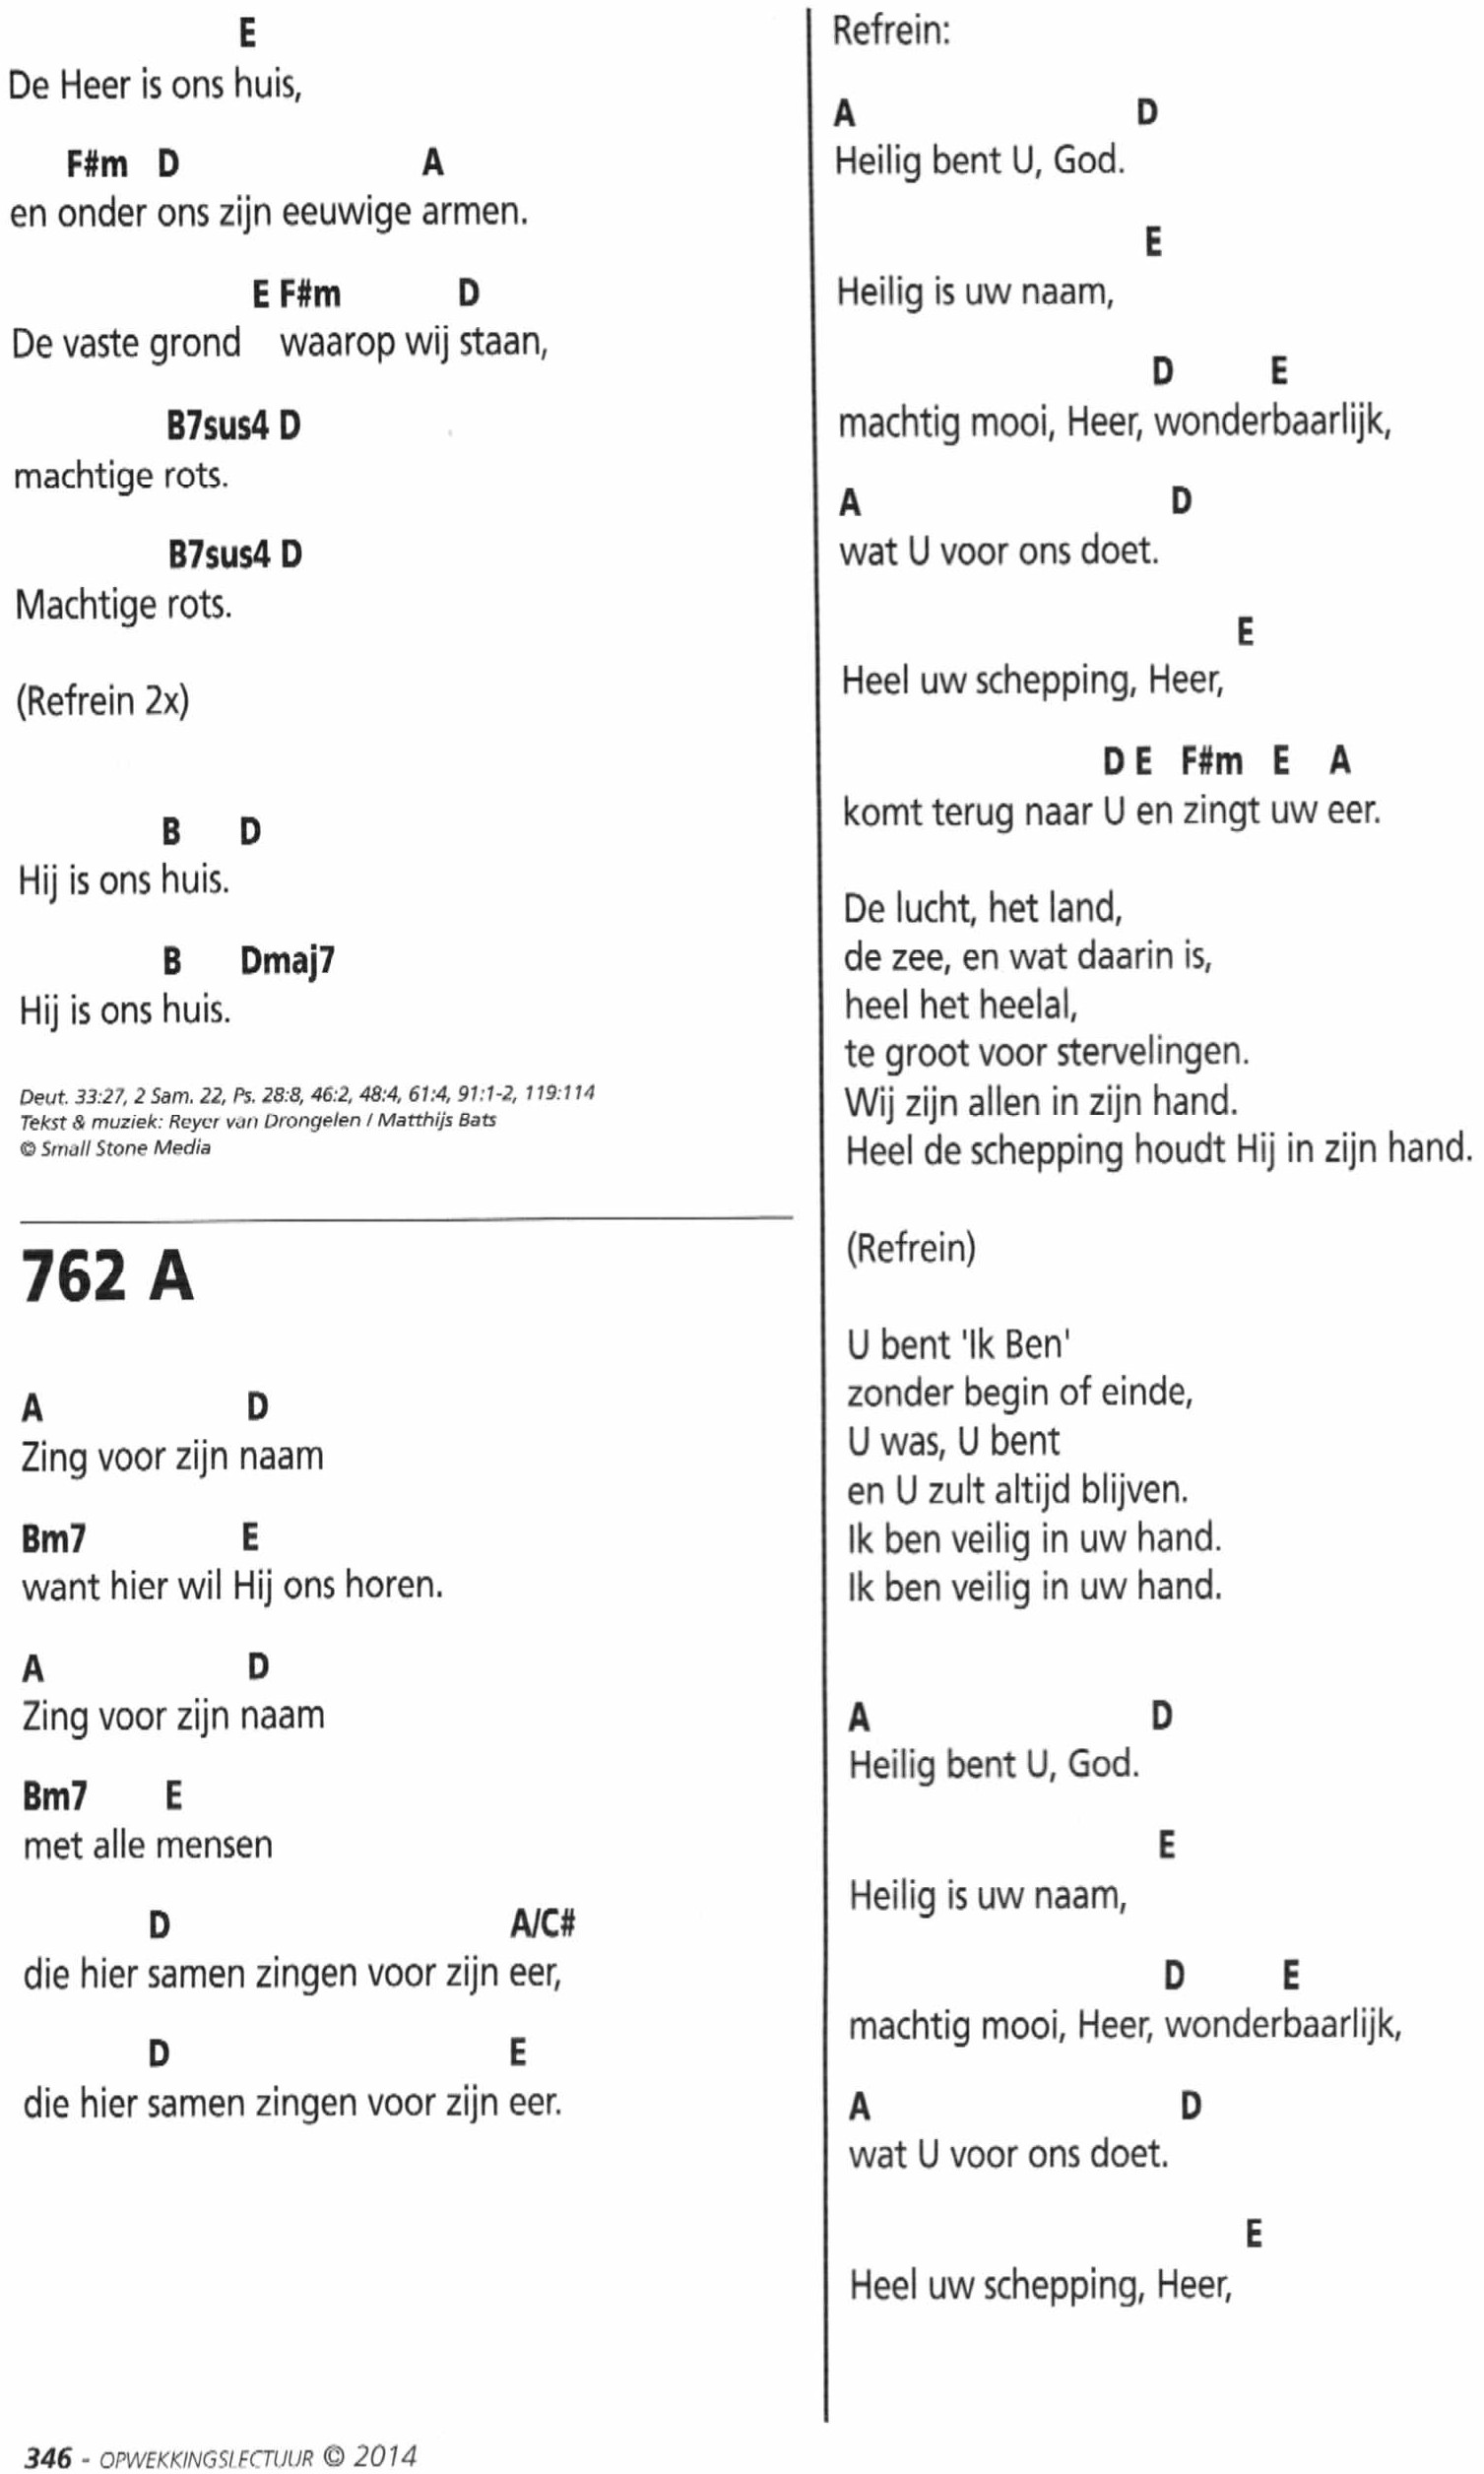 E
De Heer is ons huis,
F#m D A
en onder ons zijn eeuwige armen.
E F#m D
De vaste grond waarop wij staan,
B7sus4 D
machtige rots.
B7sus4 D
Machtige rots.
(Refrein 2x)
B D
Hij is ons huis.
B Dmaj7
Hij is ons huis.
Deut. 33:27, 2 Sam. 22, Ps. 28:8, 46:2, 48:4, 61:4, 91:1-2, 119:114
Tekst & muziek: Reyer van Drongelen / Matthijs Bats
© Small Stone Media
762 A
A D
Zing voor zijn naam
Bm7 E
want hier wil Hij ons horen.
A D
Zing voor zijn naam
Bm7 E
met alle mensen
D A/C#
die hier samen zingen voor zijn eer,
D E
die hier samen zingen voor zijn eer.
Refrein:
A D
Heilig bent U, God.
E
Heilig is uw naam,
D E
machtig mooi, Heer, wonderbaarlijk,
A D
wat U voor ons doet.
E
Heel uw schepping, Heer,
D E F#m E A
komt terug naar U en zingt uw eer.
De lucht, het land,
de zee, en wat daarin is,
heel het heelal,
te groot voor stervelingen.
Wij zijn allen in zijn hand.
Heel de schepping houdt Hij in zijn hand.
(Refrein)
U bent 'Ik Ben'
zonder begin of einde,
U was, U bent
en U zult altijd blijven.
Ik ben veilig in uw hand.
Ik ben veilig in uw hand.
A D
Heilig bent U, God.
E
Heilig is uw naam,
D E
machtig mooi, Heer, wonderbaarlijk,
A D
wat U voor ons doet.
E
Heel uw schepping, Heer,
346 - OPWEKKINGSLECTUUR © 2014